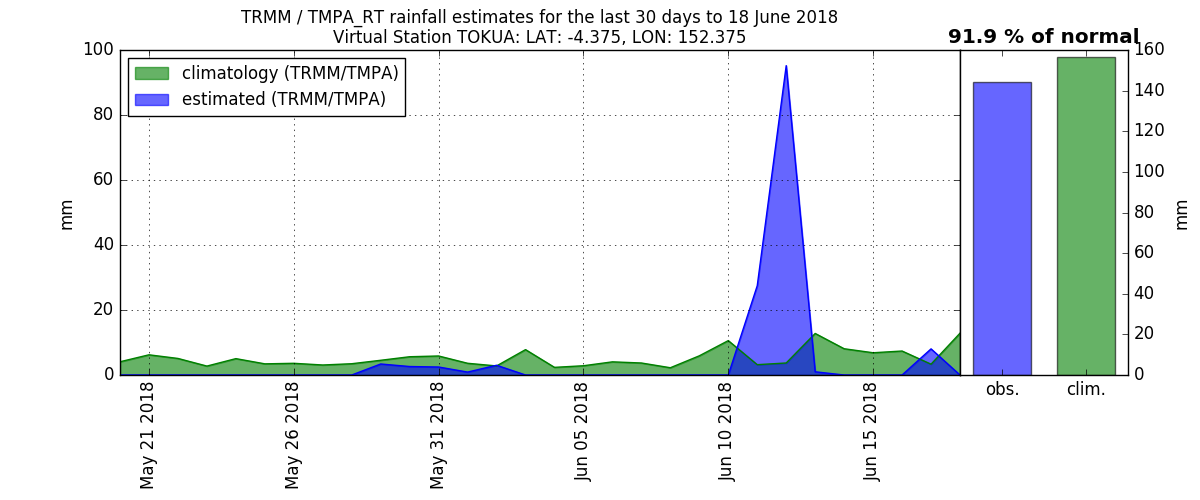 TRMM / TMPA_RT rainfall estimates for the last 30 days to 18 June 2018
Virtual Station TOKUA: LAT: -4.375, LON: 152.375
91.9 % of normal
climatology (TRMM/TMPA)
estimated (TRMM/TMPA)
100
80
60
40
20
0
mm
May 21 2018
May 26 2018
May 31 2018
Jun 05 2018
Jun 10 2018
Jun 15 2018
160
140
120
100
80
60
40
20
0
mm
obs.
clim.